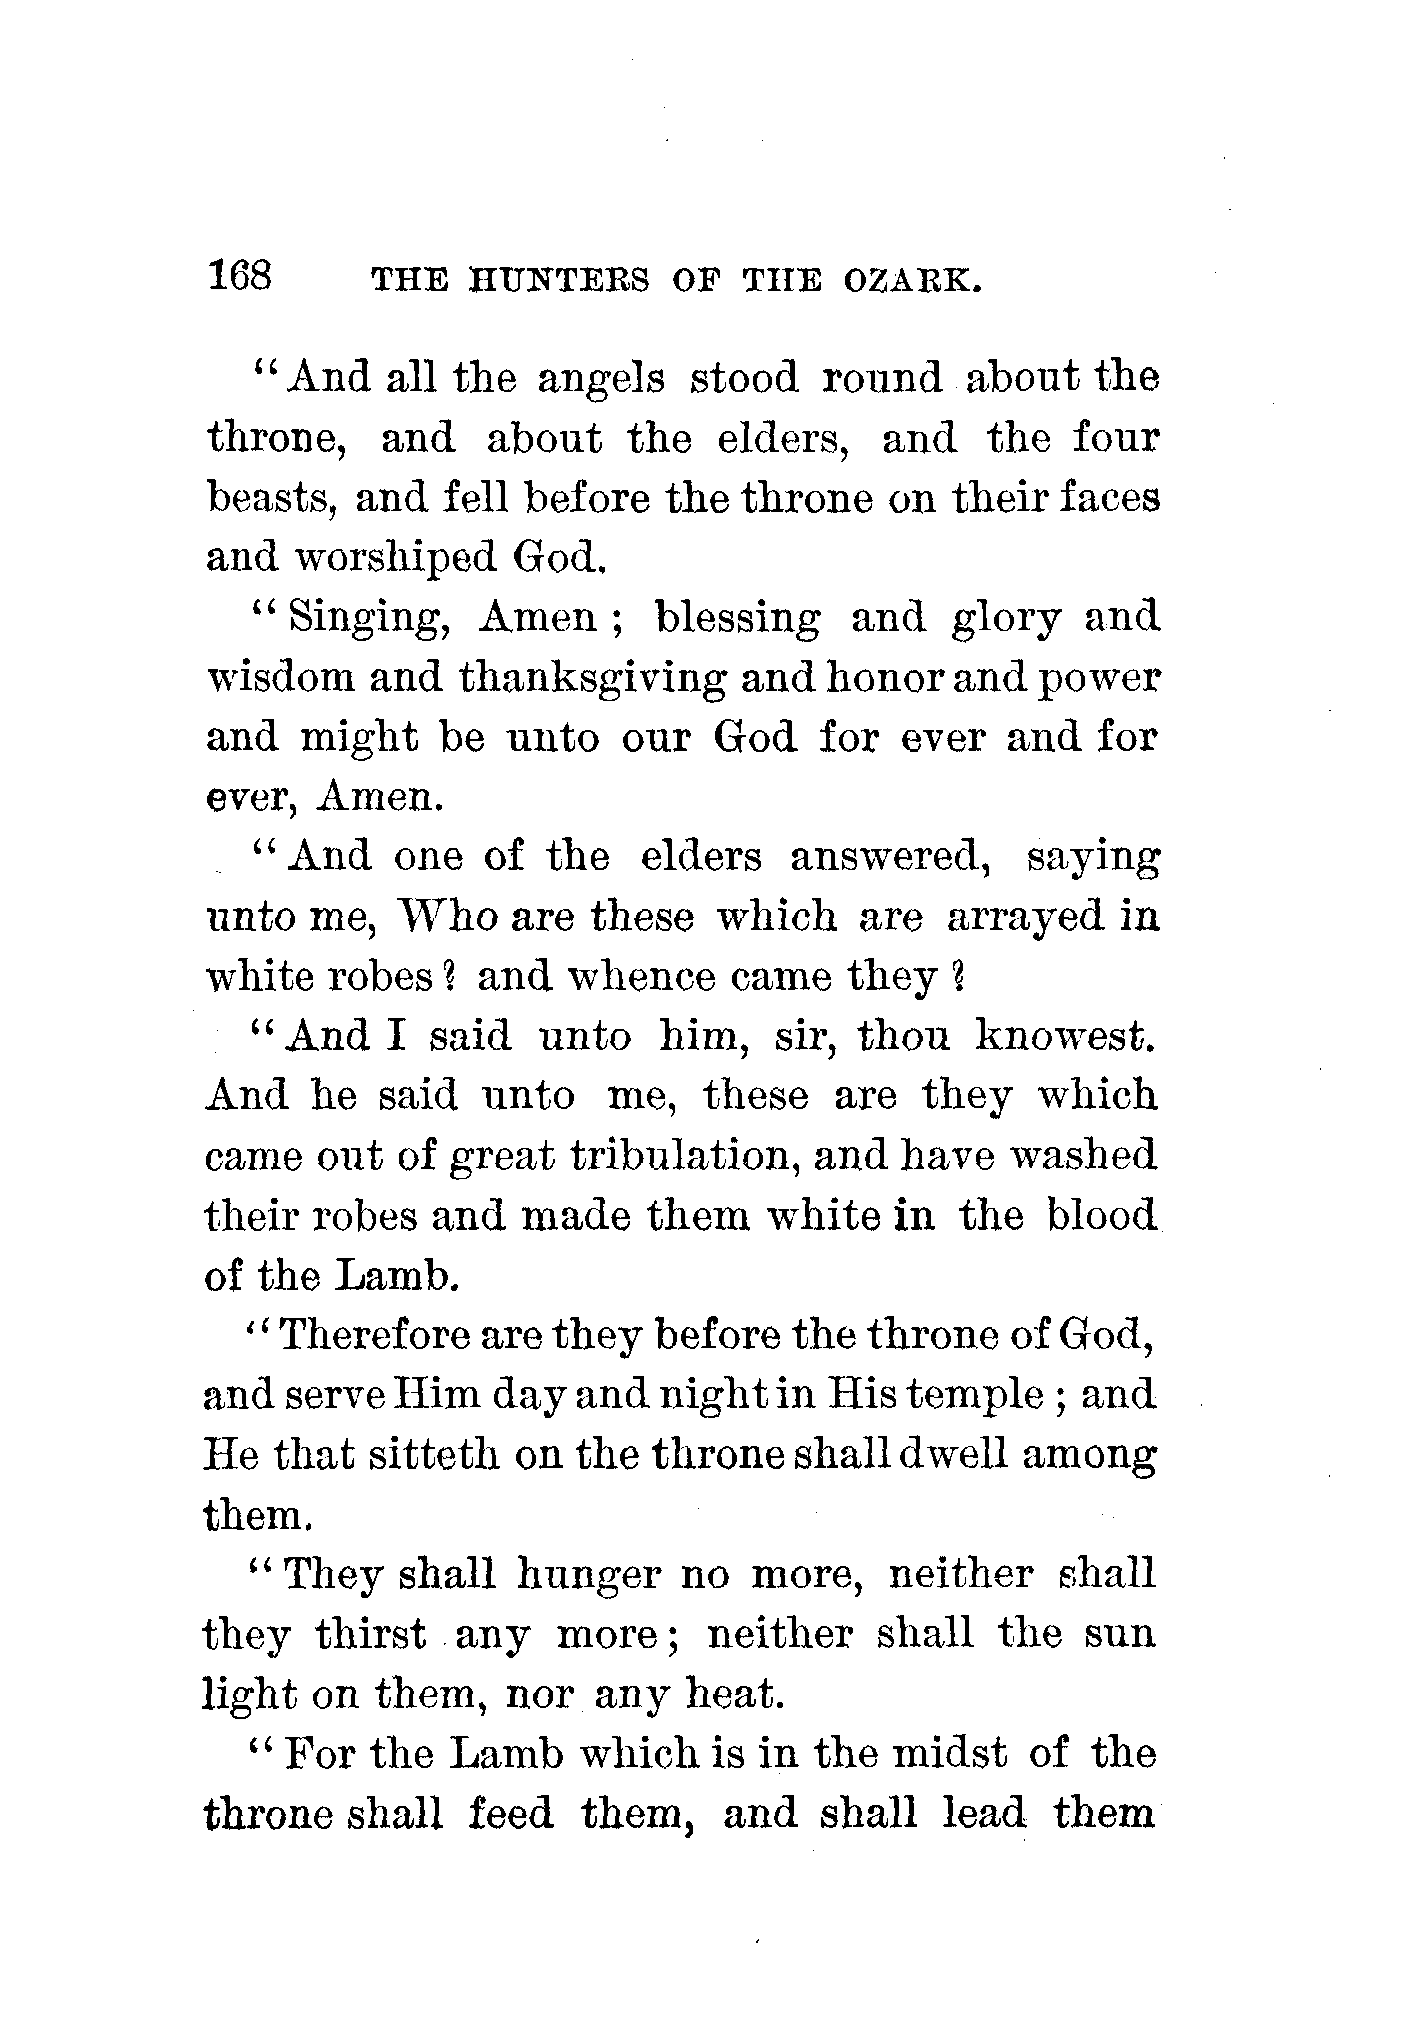 168 THE HUNTERS OF THE OZARK.
"And all the angels stood round about the
throne, and about the elders, and the four
beasts, and fell before the throne on their faces
and worshiped God.
"Singing, Amen; blessing and glory and
wisdom and thanksgiving and honor and power
and might be unto our God for ever and for
ever, Amen.
"And one of the elders answered, saying
unto me, Who are these which are arrayed in
white robes? and whence came they?
"And I said unto him, sir, thou knowest.
And he said unto me, these are they which
came out of great tribulation, and have washed
their robes and made them white in the blood
of the Lamb.
"Therefore are they before the throne of God,
and serve Him day and night in His temple; and
He that sitteth on the throne shall dwell among
them.
"They shall hunger no more, neither shall
they thirst any more; neither shall the sun
light on them, nor any heat.
"For the Lamb which is in the midst of the
throne shall feed them, and shall lead them